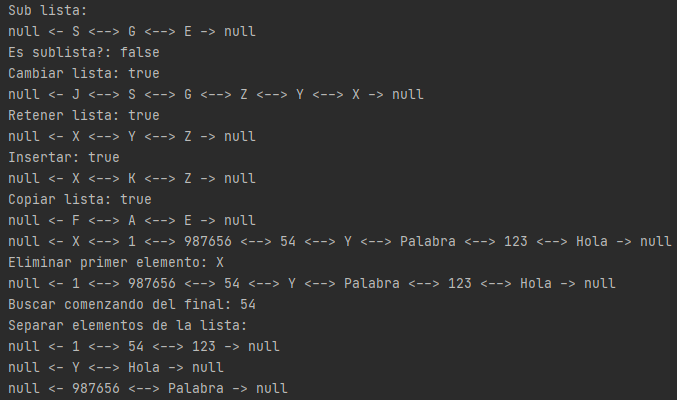 Sub lista:
null <- S <--> G <--> E -> null
Es sublista?: false
Cambiar lista: true
null <- J <--> S <--> G <--> Z <--> Y <--> X -> null
Retener lista: true
null <- X <--> Y <--> Z -> null
Insertar: true
null <- X <--> K <--> Z -> null
Copiar lista: true
null <- F <--> A <--> E -> null
null <- X <--> 1 <--> 987656 <--> 54 <--> Y <--> Palabra <--> 123 <--> Hola -> null
Eliminar primer elemento: X
null <- 1 <--> 987656 <--> 54 <--> Y <--> Palabra <--> 123 <--> Hola -> null
Buscar comenzando del final: 54
Separar elementos de la lista:
null <- 1 <--> 54 <--> 123 -> null
null <- Y <--> Hola -> null
null <- 987656 <--> Palabra -> null